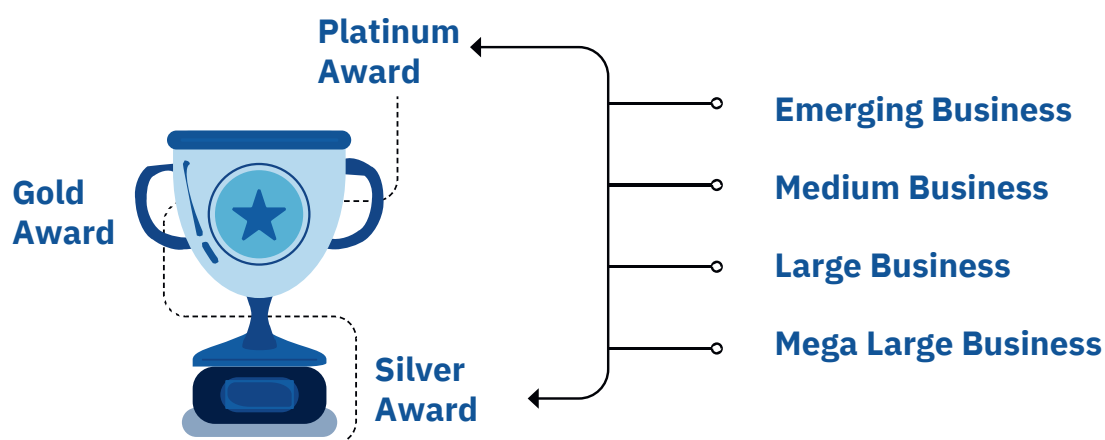 Platinum
Award
Gold
Award
Silver
Award
Emerging Business
Medium Business
Large Business
Mega Large Business